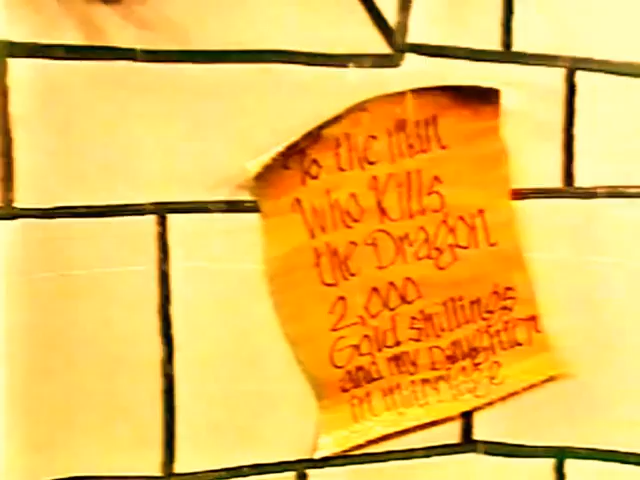 To the Man
Who Kills
the Dragon
2,000
Gold shillings
and my Daughter
in marriage